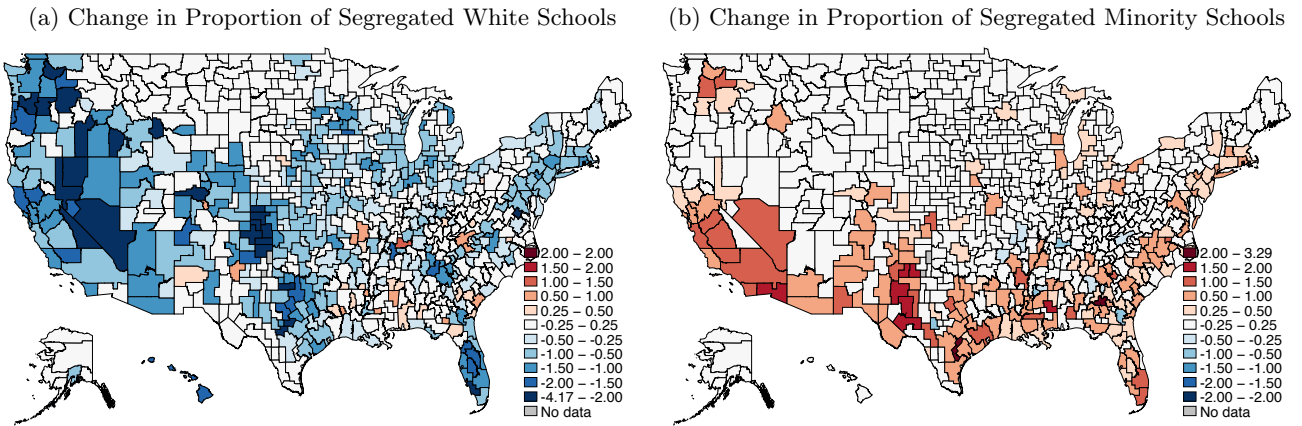 (a) Change in Proportion of Segregated White Schools
2.00 – 2.00
1.50 – 2.00
1.00 – 1.50
0.50 – 1.00
0.25 – 0.50
-0.25 – 0.25
-0.50 – -0.25
-1.00 – -0.50
-1.50 – -1.00
-2.00 – -1.50
-4.17 – -2.00
No data
(b) Change in Proportion of Segregated Minority Schools
2.00 – 3.29
1.50 – 2.00
1.00 – 1.50
0.50 – 1.00
0.25 – 0.50
-0.25 – 0.25
-0.50 – -0.25
-1.00 – -0.50
-1.50 – -1.00
-2.00 – -1.50
-2.00 – -2.00
No data